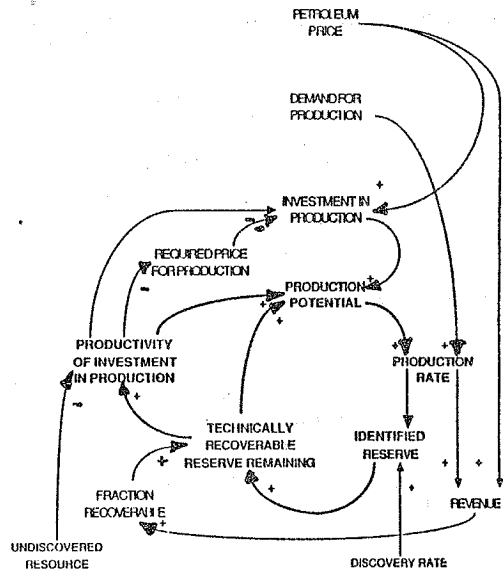 PETROLEUM
PRICE
DEMAND FOR
PRODUCTION
+
INVESTMENT IN
PRODUCTION
REQUIRED PRICE
FOR PRODUCTION
+
PRODUCTION
POTENTIAL
+
+
PRODUCTIVITY
OF INVESTMENT
IN PRODUCTION
+
+
PRODUCTION
RATE
+
TECHNICALLY
RECOVERABLE
RESERVE REMAINING
IDENTIFIED
RESERVE
+
+
+
+
+
FRACTION
RECOVERABLE
+
REVENUE
UNDISCOVERED
RESOURCE
DISCOVERY RATE